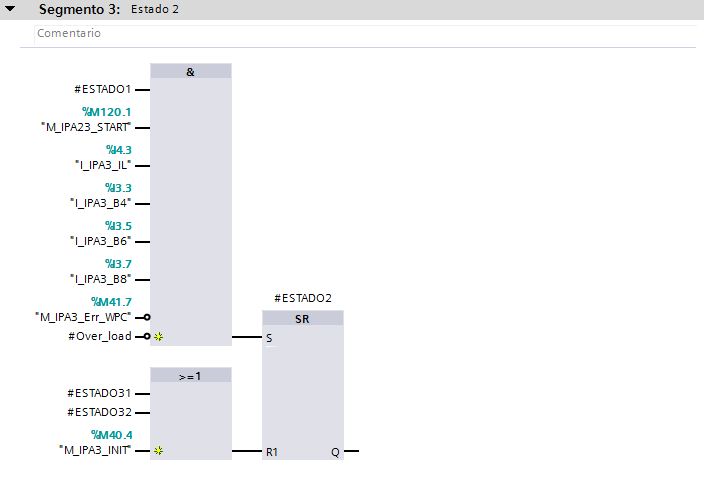 Segmento 3: Estado 2
Comentario
&
#ESTADO1
%M120.1
"M_IPA23_START"
%I4.3
"I_IPA3_IL"
%I3.3
"I_IPA3_B4"
%I3.5
"I_IPA3_B6"
%I3.7
"I_IPA3_B8"
%M41.7
"M_IPA3_Err_WPC"
#Over_load
#ESTADO2
SR
S
>=1
#ESTADO31
#ESTADO32
%M40.4
"M_IPA3_INIT"
R1 Q